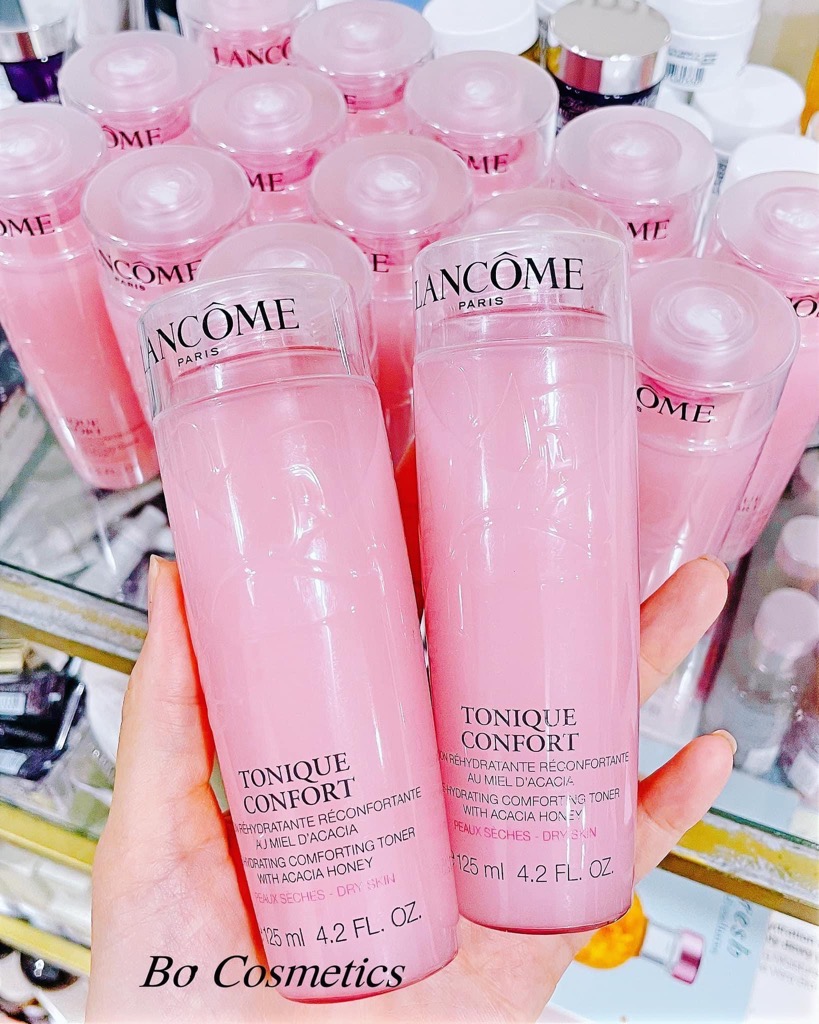 LANCÔME
PARIS
TONIQUE
CONFORT
RÉHYDRATANTE RÉCONFORTANTE
AU MIEL D'ACACIA
HYDRATING COMFORTING TONER
WITH ACACIA HONEY
PEAUX SÈCHES - DRY SKIN
125 ml 4.2 FL. OZ.
LANCÔME
PARIS
TONIQUE
CONFORT
RÉHYDRATANTE RÉCONFORTANTE
AU MIEL D'ACACIA
HYDRATING COMFORTING TONER
WITH ACACIA HONEY
PEAUX SÈCHES - DRY SKIN
125 ml 4.2 FL. OZ.
Bơ Cosmetics